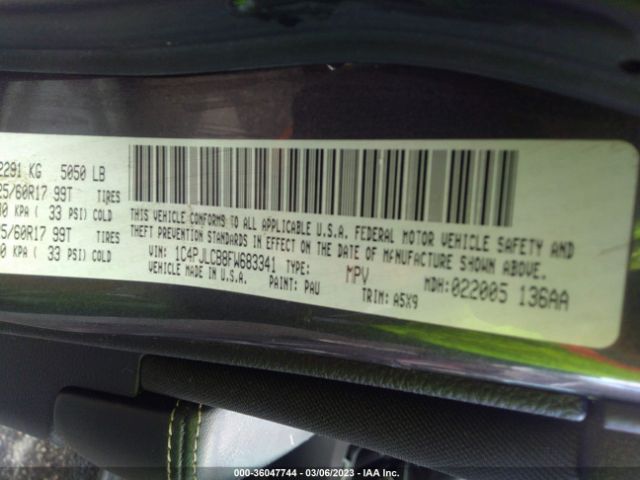 2291 KG 5050 LB
25/60R17 99T TIRES
0 KPA ( 33 PSI) COLD
25/60R17 99T TIRES
0 KPA ( 33 PSI) COLD
THIS VEHICLE CONFORMS TO ALL APPLICABLE U.S.A. FEDERAL MOTOR VEHICLE SAFETY AND
THEFT PREVENTION STANDARDS IN EFFECT ON THE DATE OF MANUFACTURE SHOWN ABOVE.
VIN: 1C4PJLCB8FW683341 TYPE: MPV MDH:022005 136AA
VEHICLE MADE IN U.S.A. PAINT: PAU TRIM: A5X9
000-36047744 - 03/06/2023 - IAA Inc.